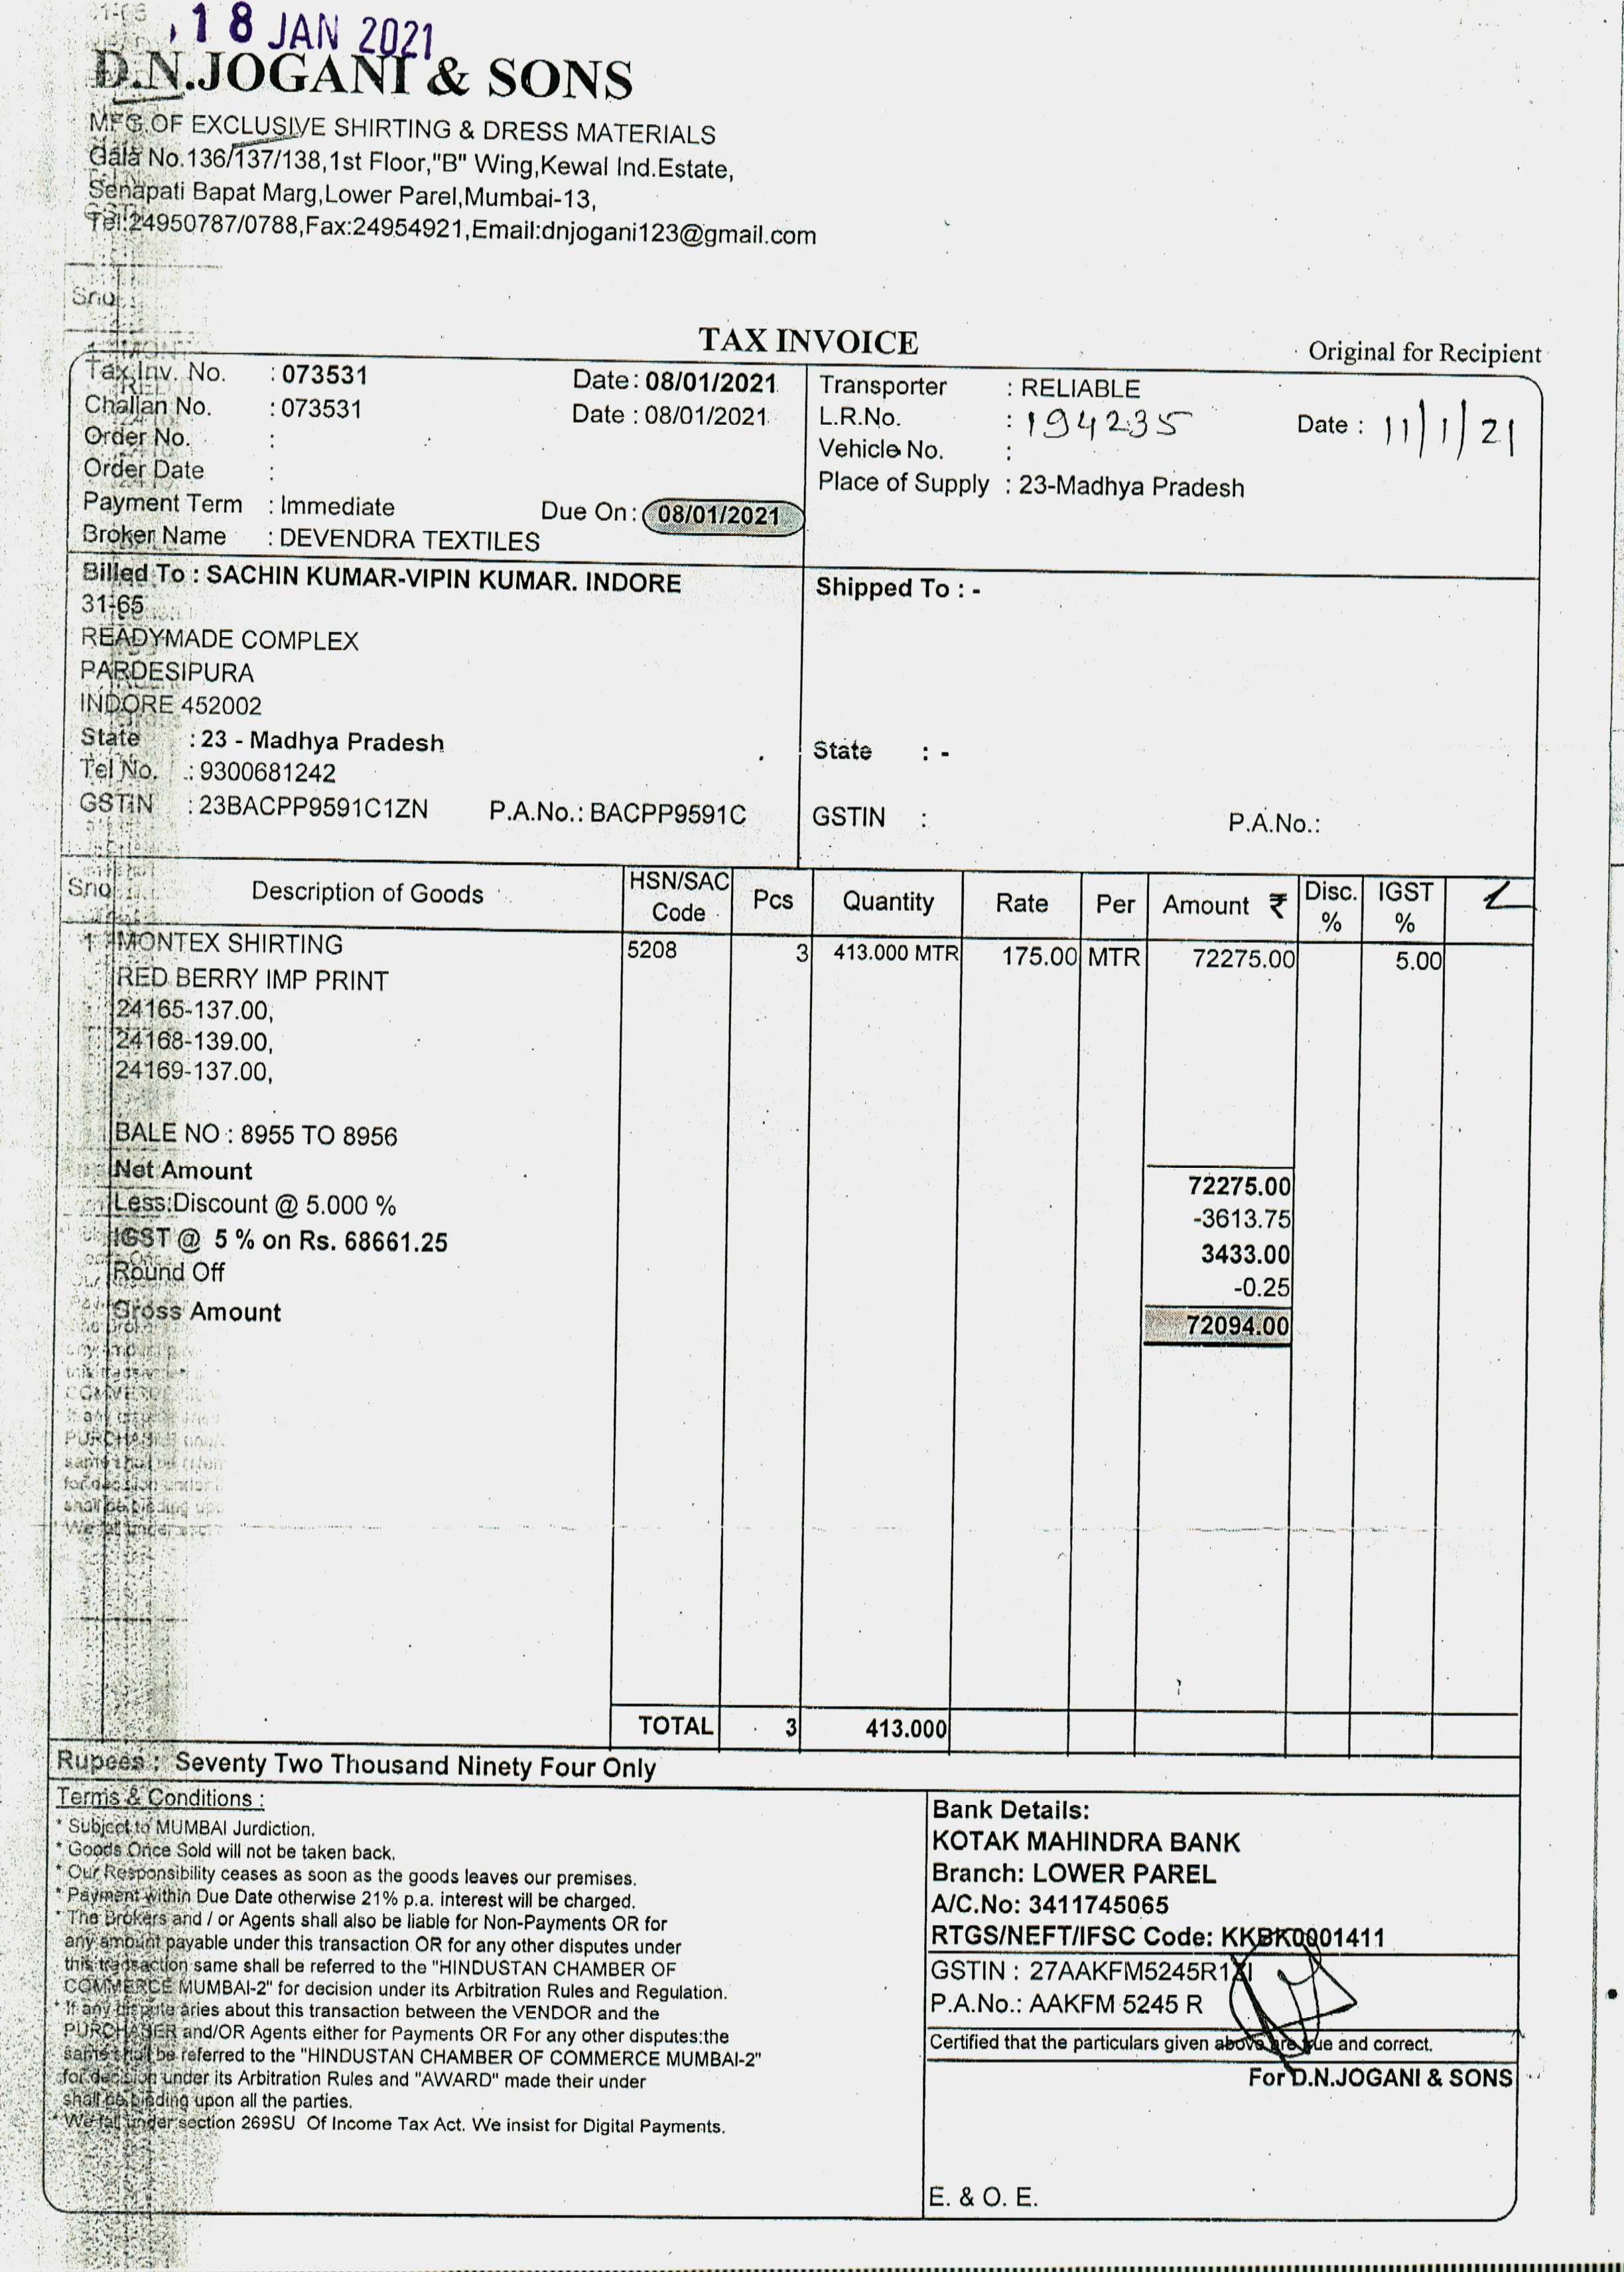 18 JAN 2021
D.N.JOGANI & SONS
MFG.OF EXCLUSIVE SHIRTING & DRESS MATERIALS
Gala No.136/137/138,1st Floor,"B" Wing,Kewal Ind.Estate,
Senapati Bapat Marg,Lower Parel,Mumbai-13,
Tel:24950787/0788,Fax:24954921,Email:dnjogani123@gmail.com
TAX INVOICE
Original for Recipient
Tax Inv. No. : 073531 Date : 08/01/2021
Challan No. : 073531 Date : 08/01/2021
Order No. :
Order Date :
Payment Term : Immediate Due On : 08/01/2021
Broker Name : DEVENDRA TEXTILES
Transporter : RELIABLE
L.R.No. : 194235 Date : 11/1/21
Vehicle No. :
Place of Supply : 23-Madhya Pradesh
Billed To : SACHIN KUMAR-VIPIN KUMAR. INDORE
31-65
READYMADE COMPLEX
PARDESIPURA
INDORE 452002
State : 23 - Madhya Pradesh
Tel No. : 9300681242
GSTIN : 23BACPP9591C1ZN P.A.No.: BACPP9591C
Shipped To : -
State : -
GSTIN : P.A.No.:
Sno Description of Goods HSN/SAC Code Pcs Quantity Rate Per Amount ₹ Disc. % IGST %
1 MONTEX SHIRTING 5208 3 413.000 MTR 175.00 MTR 72275.00 5.00
RED BERRY IMP PRINT
24165-137.00,
24168-139.00,
24169-137.00,
BALE NO : 8955 TO 8956
Net Amount 72275.00
Less:Discount @ 5.000 % -3613.75
IGST @ 5 % on Rs. 68661.25 3433.00
Round Off -0.25
Gross Amount 72094.00
TOTAL 3 413.000
Rupees : Seventy Two Thousand Ninety Four Only
Terms & Conditions :
* Subject to MUMBAI Jurdiction.
* Goods Once Sold will not be taken back.
* Our Responsibility ceases as soon as the goods leaves our premises.
* Payment within Due Date otherwise 21% p.a. interest will be charged.
* The Brokers and / or Agents shall also be liable for Non-Payments OR for
any amount payable under this transaction OR for any other disputes under
this transaction same shall be referred to the "HINDUSTAN CHAMBER OF
COMMERCE MUMBAI-2" for decision under its Arbitration Rules and Regulation.
* If any dispute aries about this transaction between the VENDOR and the
PURCHASER and/OR Agents either for Payments OR For any other disputes:the
same shall be referred to the "HINDUSTAN CHAMBER OF COMMERCE MUMBAI-2"
for decision under its Arbitration Rules and "AWARD" made their under
shall be binding upon all the parties.
* We fall under section 269SU Of Income Tax Act. We insist for Digital Payments.
Bank Details:
KOTAK MAHINDRA BANK
Branch: LOWER PAREL
A/C.No: 3411745065
RTGS/NEFT/IFSC Code: KKBK0001411
GSTIN : 27AAKFM5245R1ZI
P.A.No.: AAKFM 5245 R
Certified that the particulars given above are true and correct.
For D.N.JOGANI & SONS
E. & O. E.